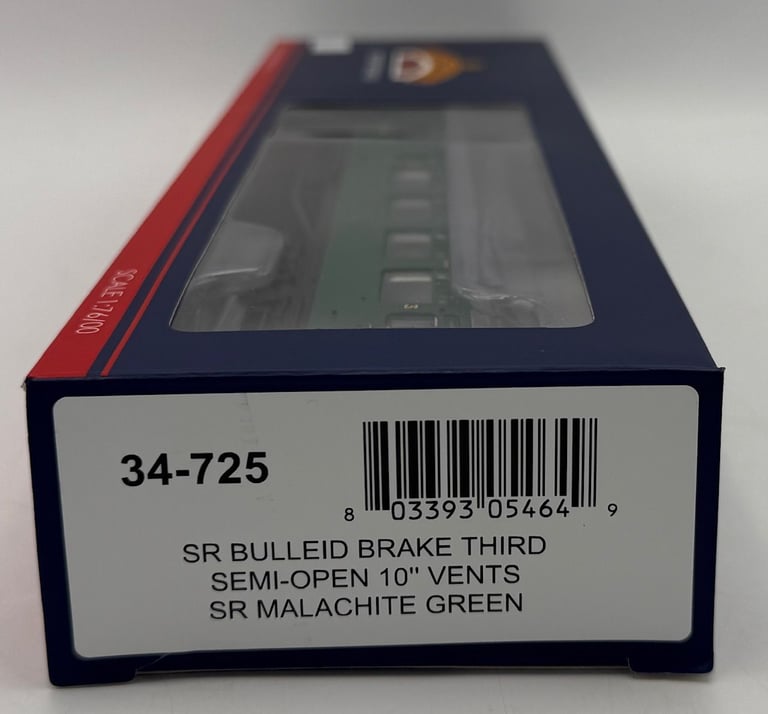 SCALE 1:76/OO
34-725
8 03393 05464 9
SR BULLEID BRAKE THIRD
SEMI-OPEN 10" VENTS
SR MALACHITE GREEN